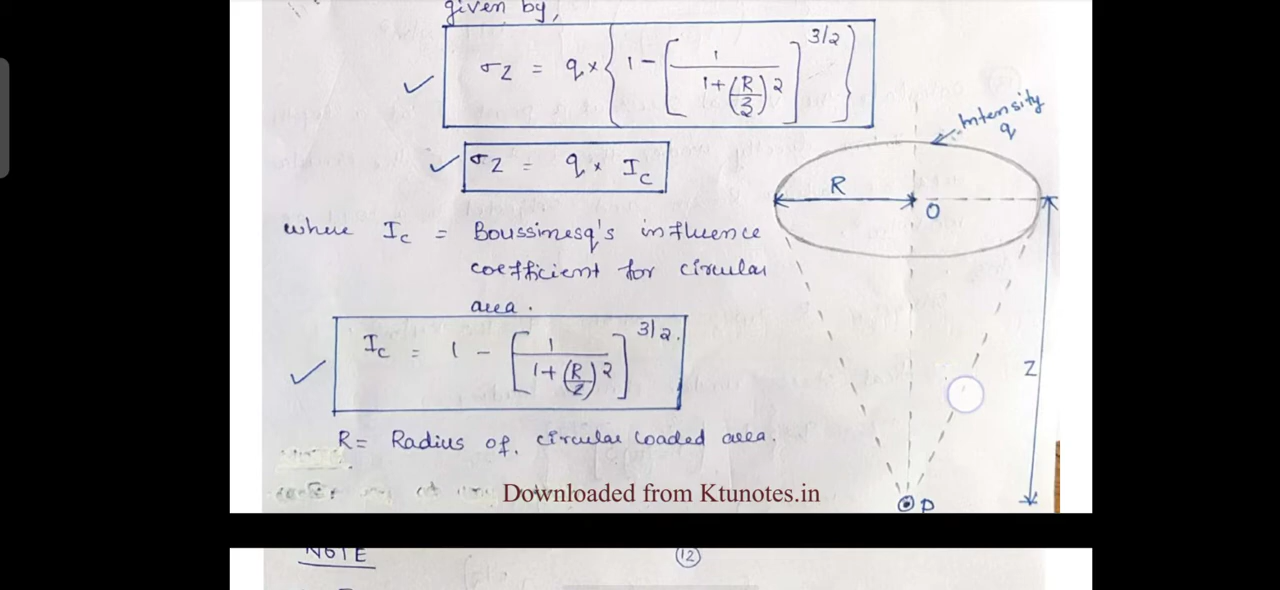 given by,
σz = q × { 1 - [ 1 / 1 + (R/3)2 ]3/2 }
Intensity
q
σz = q × Ic
R
O
where Ic = Boussinesq's influence
coefficient for circular
area.
Ic = 1 - [ 1 / 1 + (R/z)2 ]3/2.
Z
R = Radius of. circular loaded area.
Downloaded from Ktunotes.in
P
NOTE
12